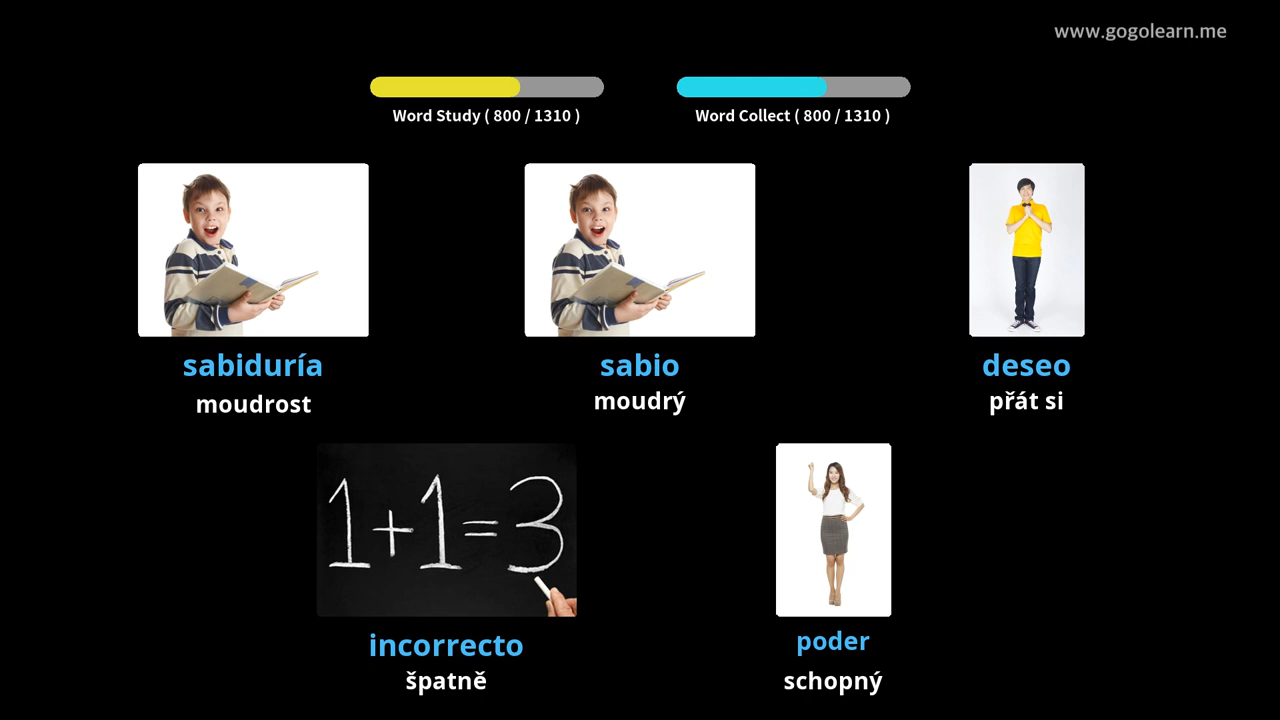 www.gogolearn.me
Word Study ( 800 / 1310 )
Word Collect ( 800 / 1310 )
sabiduría
moudrost
sabio
moudrý
deseo
přát si
1+1=3
incorrecto
špatně
poder
schopný